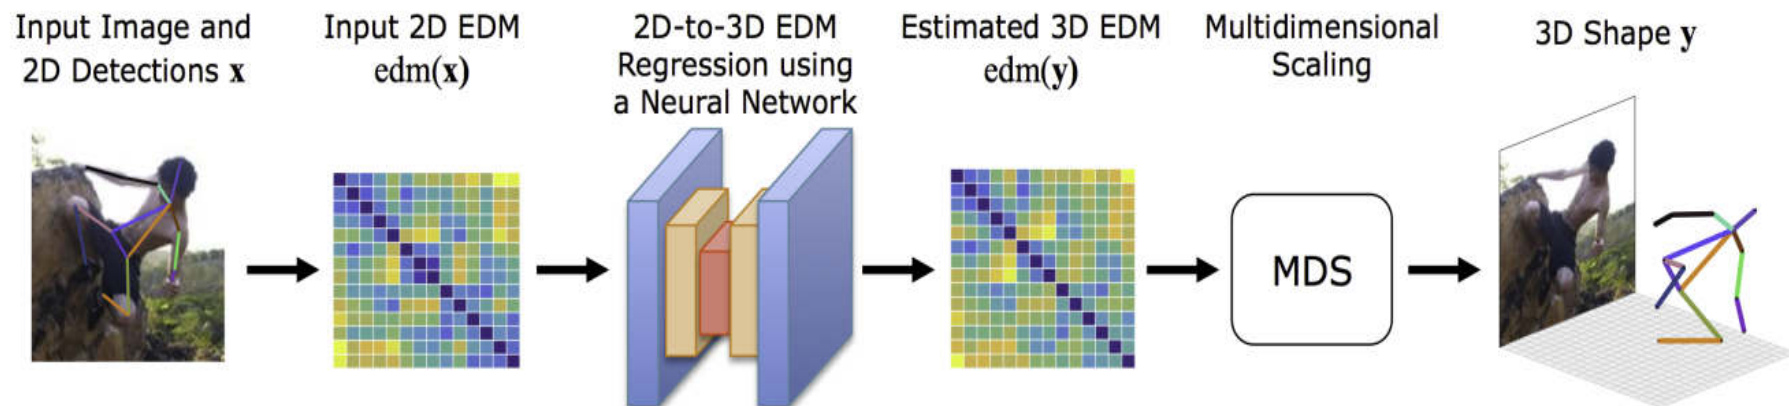 Input Image and
2D Detections x
Input 2D EDM
edm(x)
2D-to-3D EDM
Regression using
a Neural Network
Estimated 3D EDM
edm(y)
Multidimensional
Scaling
MDS
3D Shape y